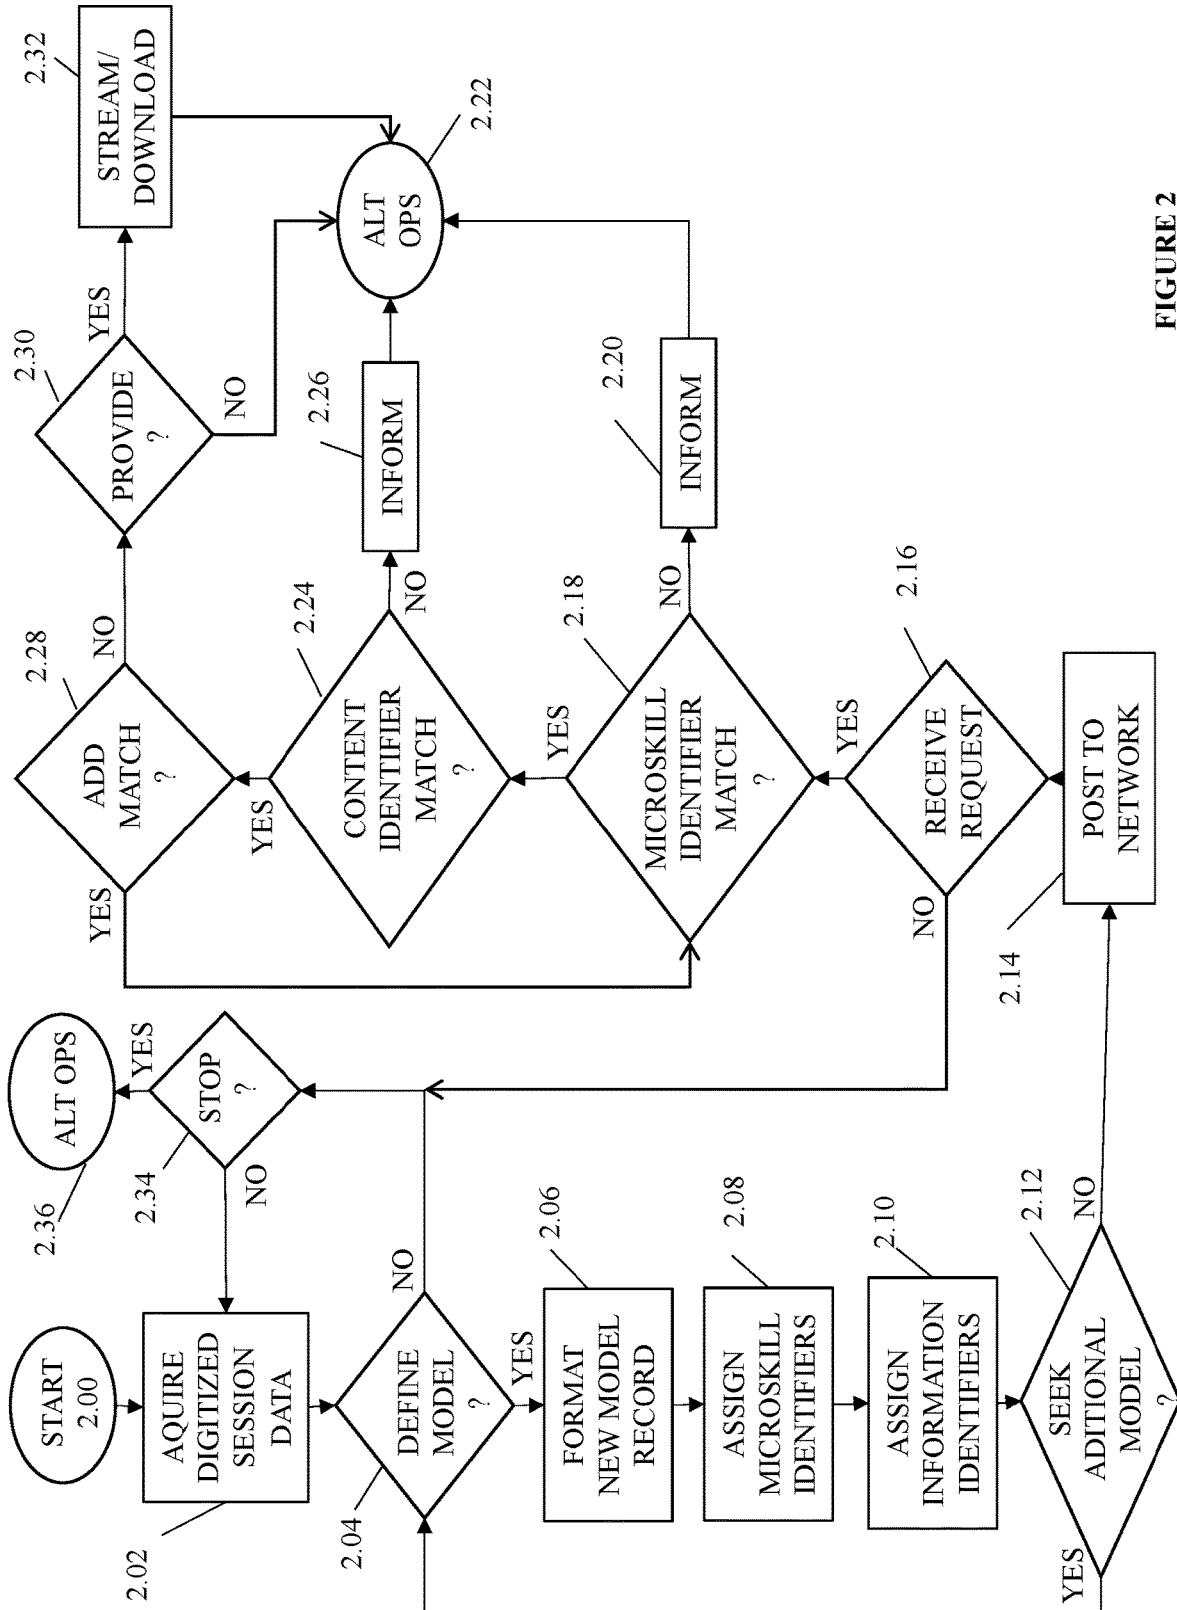 START
2.00
AQUIRE
DIGITIZED
SESSION
DATA
2.02
DEFINE
MODEL
?
2.04
NO
YES
FORMAT
NEW MODEL
RECORD
2.06
ASSIGN
MICROSKILL
IDENTIFIERS
2.08
ASSIGN
INFORMATION
IDENTIFIERS
2.10
SEEK
ADITIONAL
MODEL
?
2.12
YES
NO
ALT OPS
2.36
YES
STOP
?
2.34
NO
POST TO
NETWORK
2.14
RECEIVE
REQUEST
2.16
NO
YES
MICROSKILL
IDENTIFIER
MATCH
?
2.18
YES
NO
INFORM
2.20
CONTENT
IDENTIFIER
MATCH
?
2.24
YES
NO
INFORM
2.26
ADD
MATCH
?
2.28
YES
NO
PROVIDE
?
2.30
YES
NO
STREAM/
DOWNLOAD
2.32
ALT
OPS
2.22
FIGURE 2